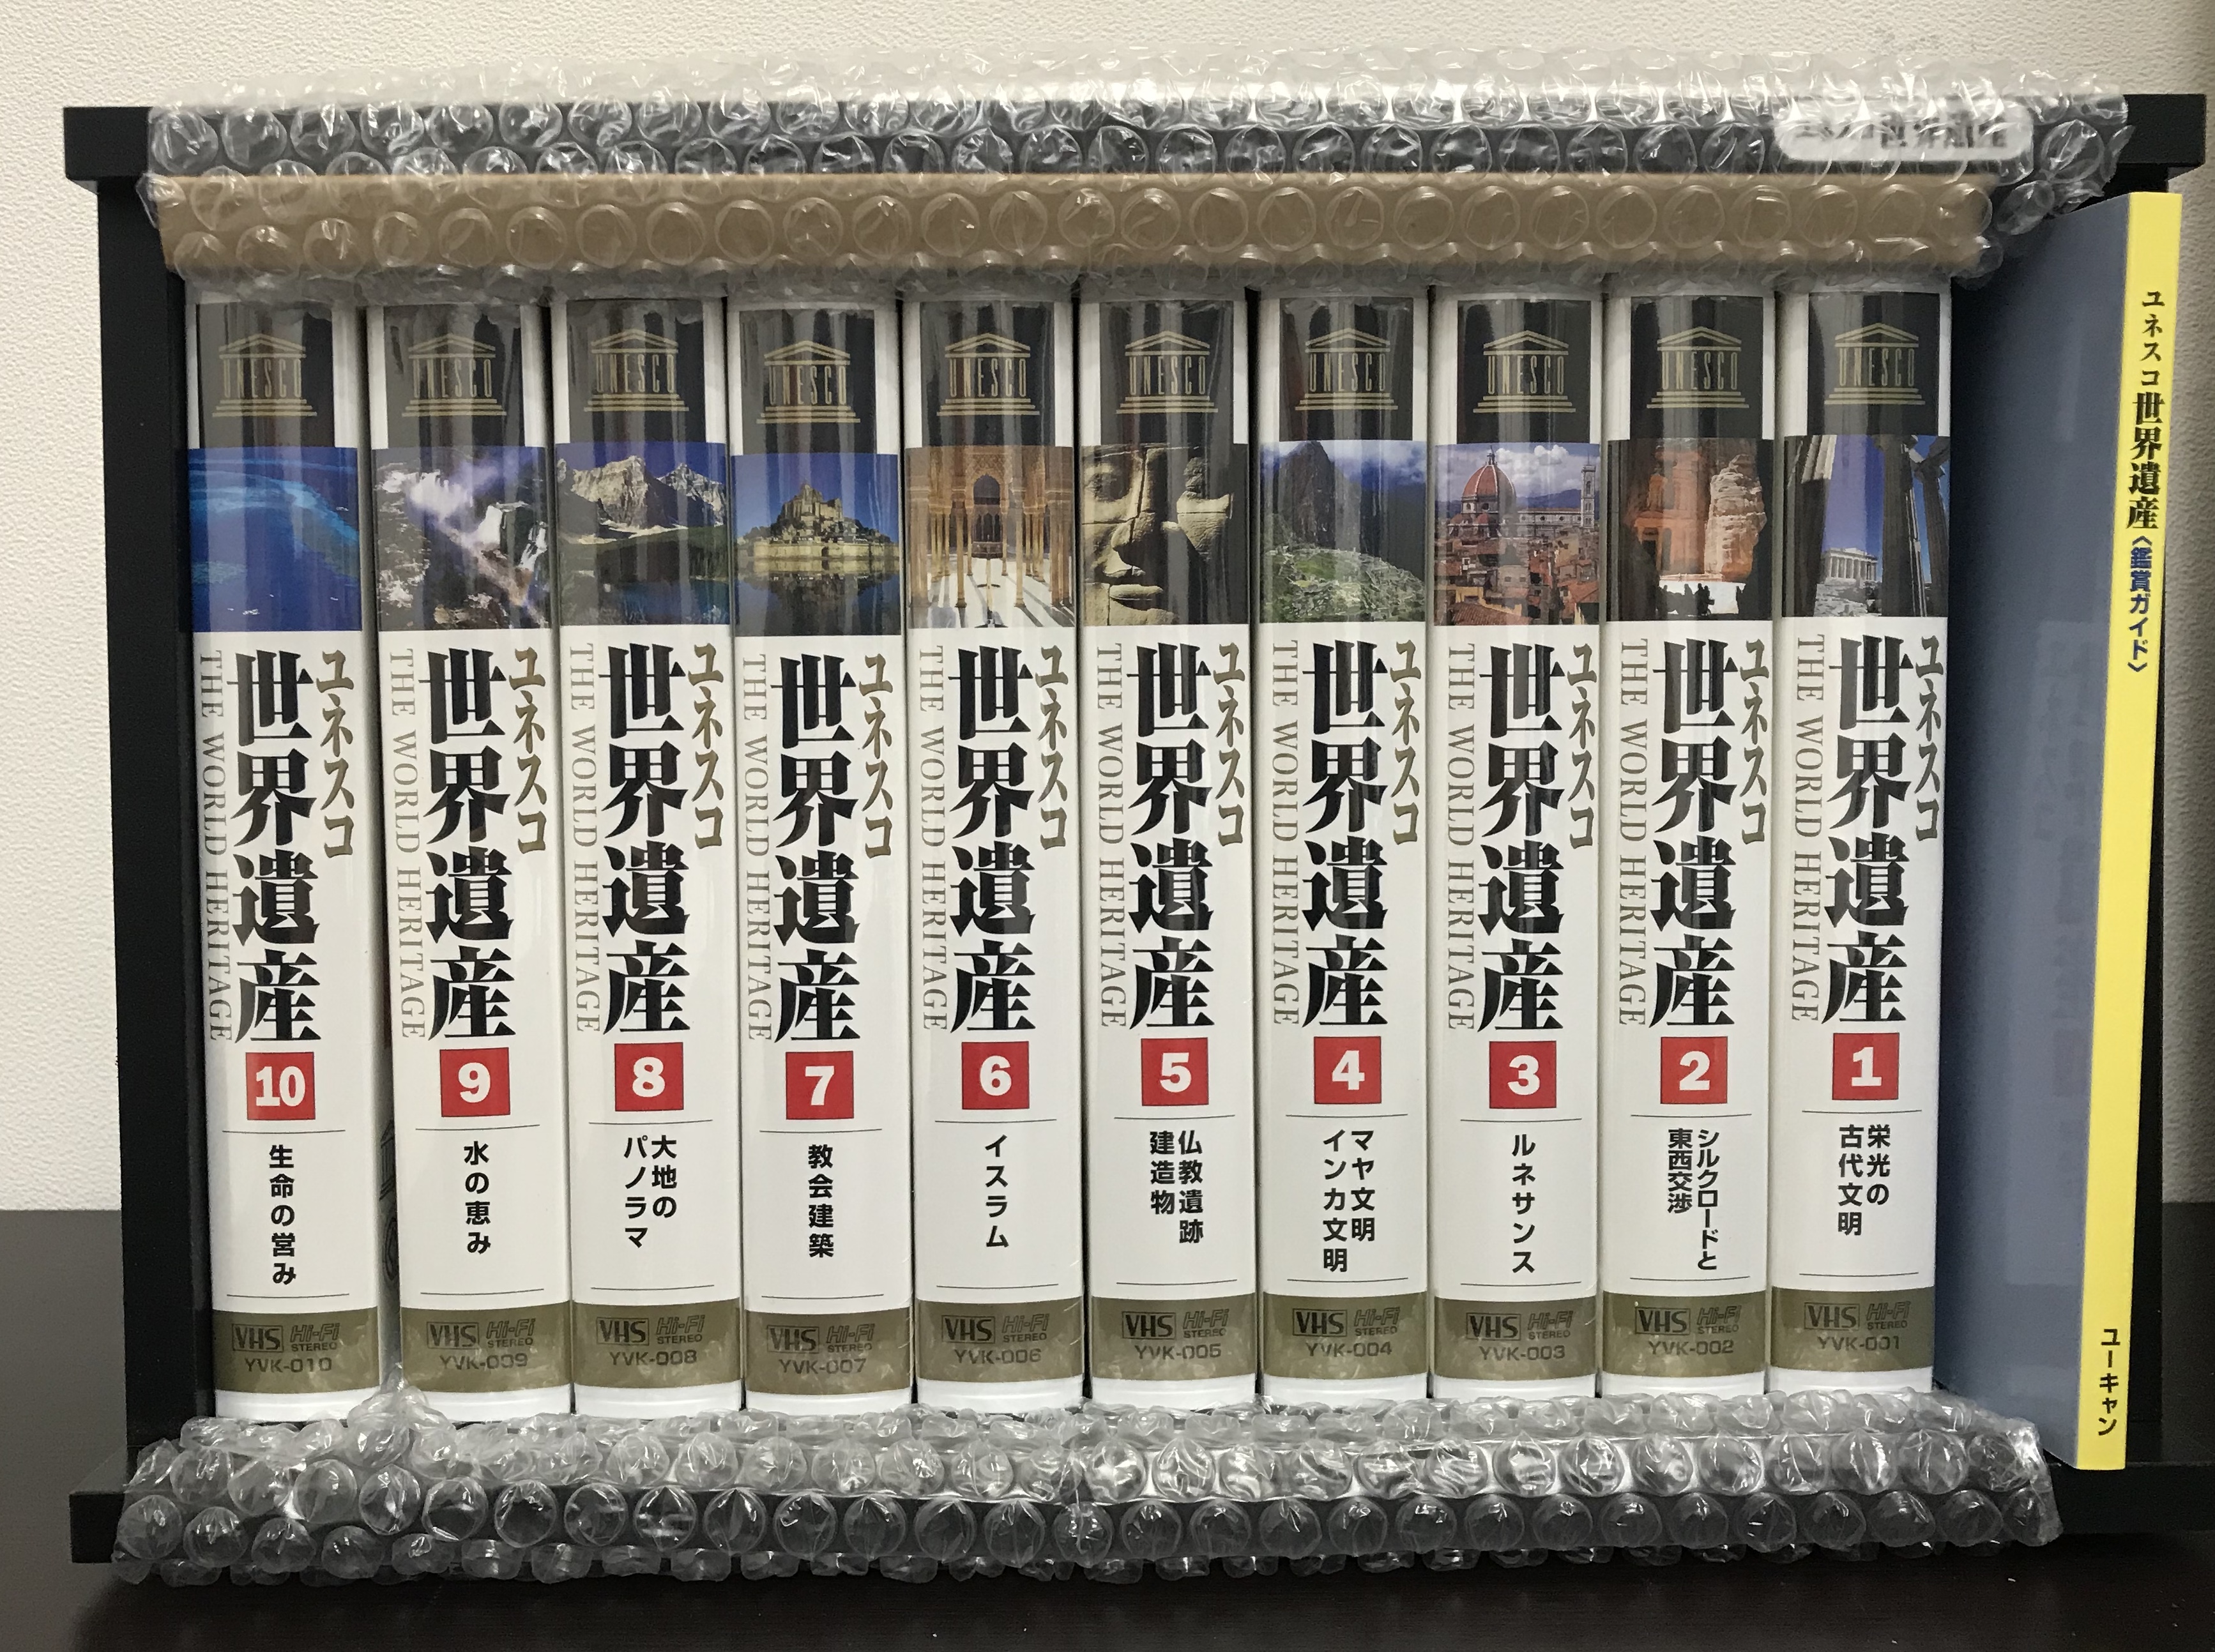 ユネスコ世界遺産
ユネスコ世界遺産〈鑑賞ガイド〉
ユーキャン
UNESCO
ユネスコ
世界遺産
THE WORLD HERITAGE
1
栄光の
古代文明
VHS Hi-Fi STEREO
YVK-001
UNESCO
ユネスコ
世界遺産
THE WORLD HERITAGE
2
シルクロードと
東西交渉
VHS Hi-Fi STEREO
YVK-002
UNESCO
ユネスコ
世界遺産
THE WORLD HERITAGE
3
ルネサンス
VHS Hi-Fi STEREO
YVK-003
UNESCO
ユネスコ
世界遺産
THE WORLD HERITAGE
4
マヤ文明
インカ文明
VHS Hi-Fi STEREO
YVK-004
UNESCO
ユネスコ
世界遺産
THE WORLD HERITAGE
5
仏教遺跡
建造物
VHS Hi-Fi STEREO
YVK-005
UNESCO
ユネスコ
世界遺産
THE WORLD HERITAGE
6
イスラム
VHS Hi-Fi STEREO
YVK-006
UNESCO
ユネスコ
世界遺産
THE WORLD HERITAGE
7
教会建築
VHS Hi-Fi STEREO
YVK-007
UNESCO
ユネスコ
世界遺産
THE WORLD HERITAGE
8
大地の
パノラマ
VHS Hi-Fi STEREO
YVK-008
UNESCO
ユネスコ
世界遺産
THE WORLD HERITAGE
9
水の恵み
VHS Hi-Fi STEREO
YVK-009
UNESCO
ユネスコ
世界遺産
THE WORLD HERITAGE
10
生命の営み
VHS Hi-Fi STEREO
YVK-010